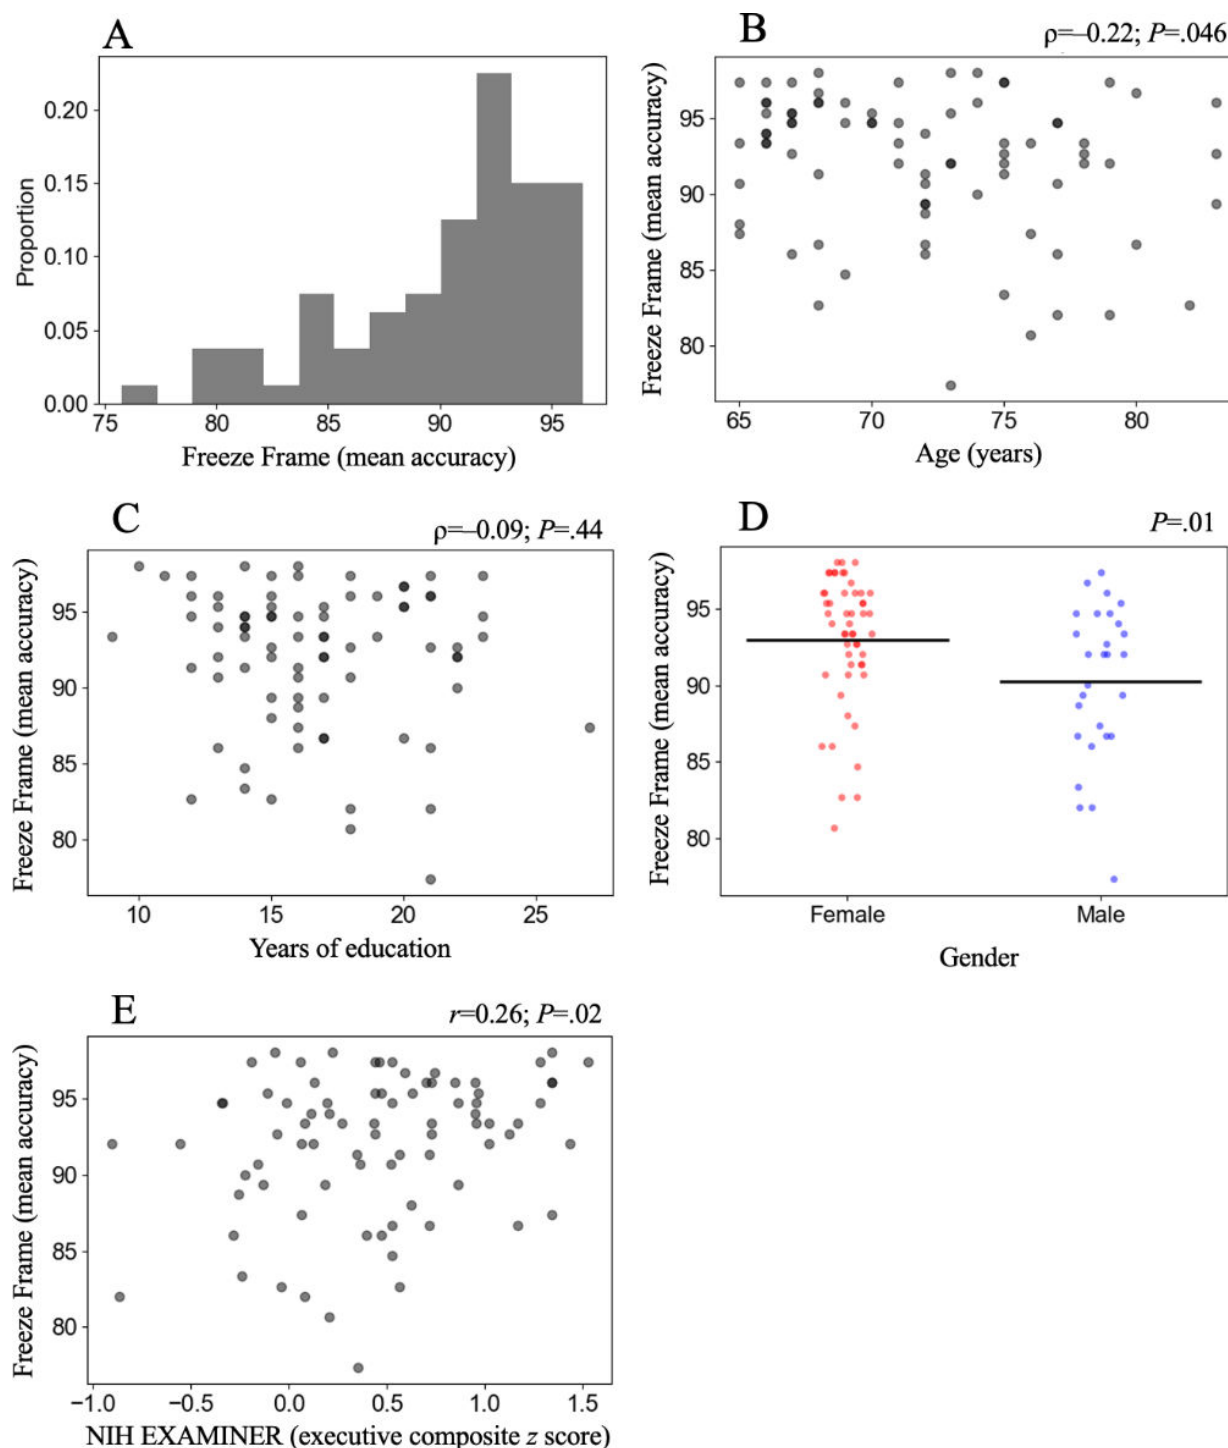 A
0.20
0.15
0.10
0.05
0.00
Proportion
75 80 85 90 95
Freeze Frame (mean accuracy)
B
ρ=–0.22; P=.046
95
90
85
80
Freeze Frame (mean accuracy)
65 70 75 80
Age (years)
C
ρ=–0.09; P=.44
95
90
85
80
Freeze Frame (mean accuracy)
10 15 20 25
Years of education
D
P=.01
95
90
85
80
Freeze Frame (mean accuracy)
Female Male
Gender
E
r=0.26; P=.02
95
90
85
80
Freeze Frame (mean accuracy)
−1.0 −0.5 0.0 0.5 1.0 1.5
NIH EXAMINER (executive composite z score)